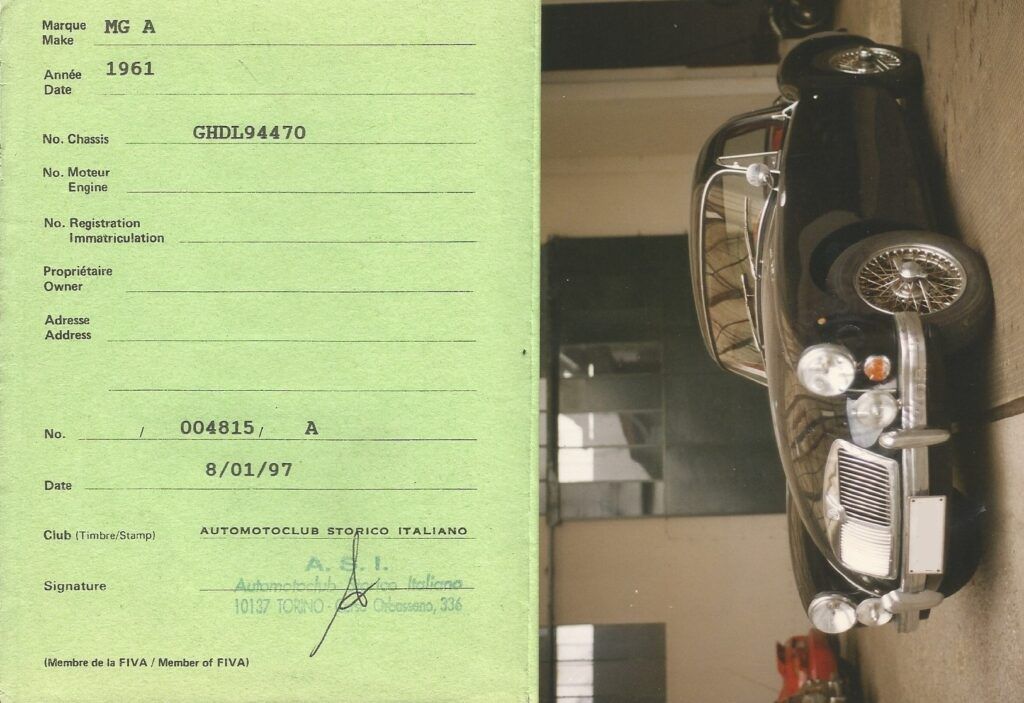 Marque MG A
Make
Année 1961
Date
No. Chassis GHDL94470
No. Moteur
Engine
No. Registration
Immatriculation
Propriétaire
Owner
Adresse
Address
No. / 004815 / A
8/01/97
Date
Club (Timbre/Stamp) AUTOMOTOCLUB STORICO ITALIANO
A. S. I.
Signature
Automotoclub Storico Italiano
10137 TORINO - Corso Orbassano, 336
(Membre de la FIVA / Member of FIVA)